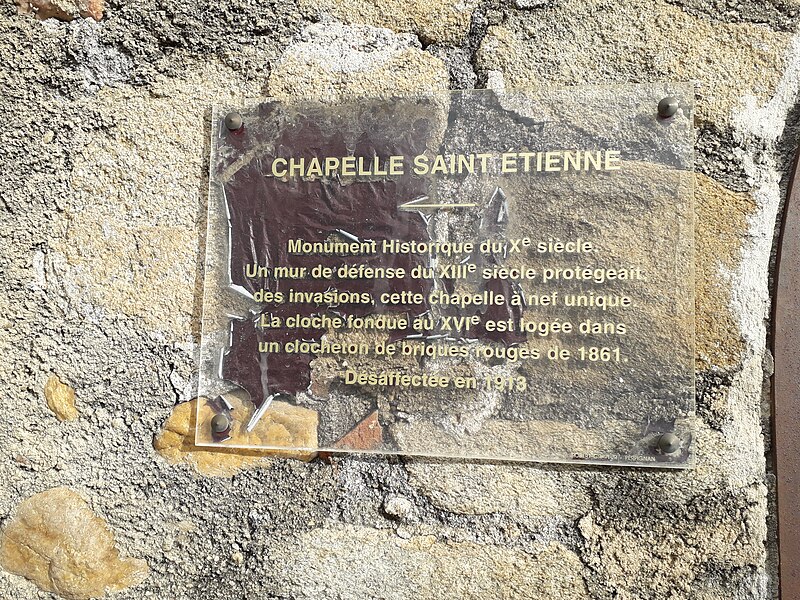 CHAPELLE SAINT ÉTIENNE
Monument Historique du Xe siècle.
Un mur de défense du XIIIe siècle protégeait
des invasions, cette chapelle à nef unique.
La cloche fondue au XVIe est logée dans
un clocheton de briques rouges de 1861.
Désaffectée en 1913